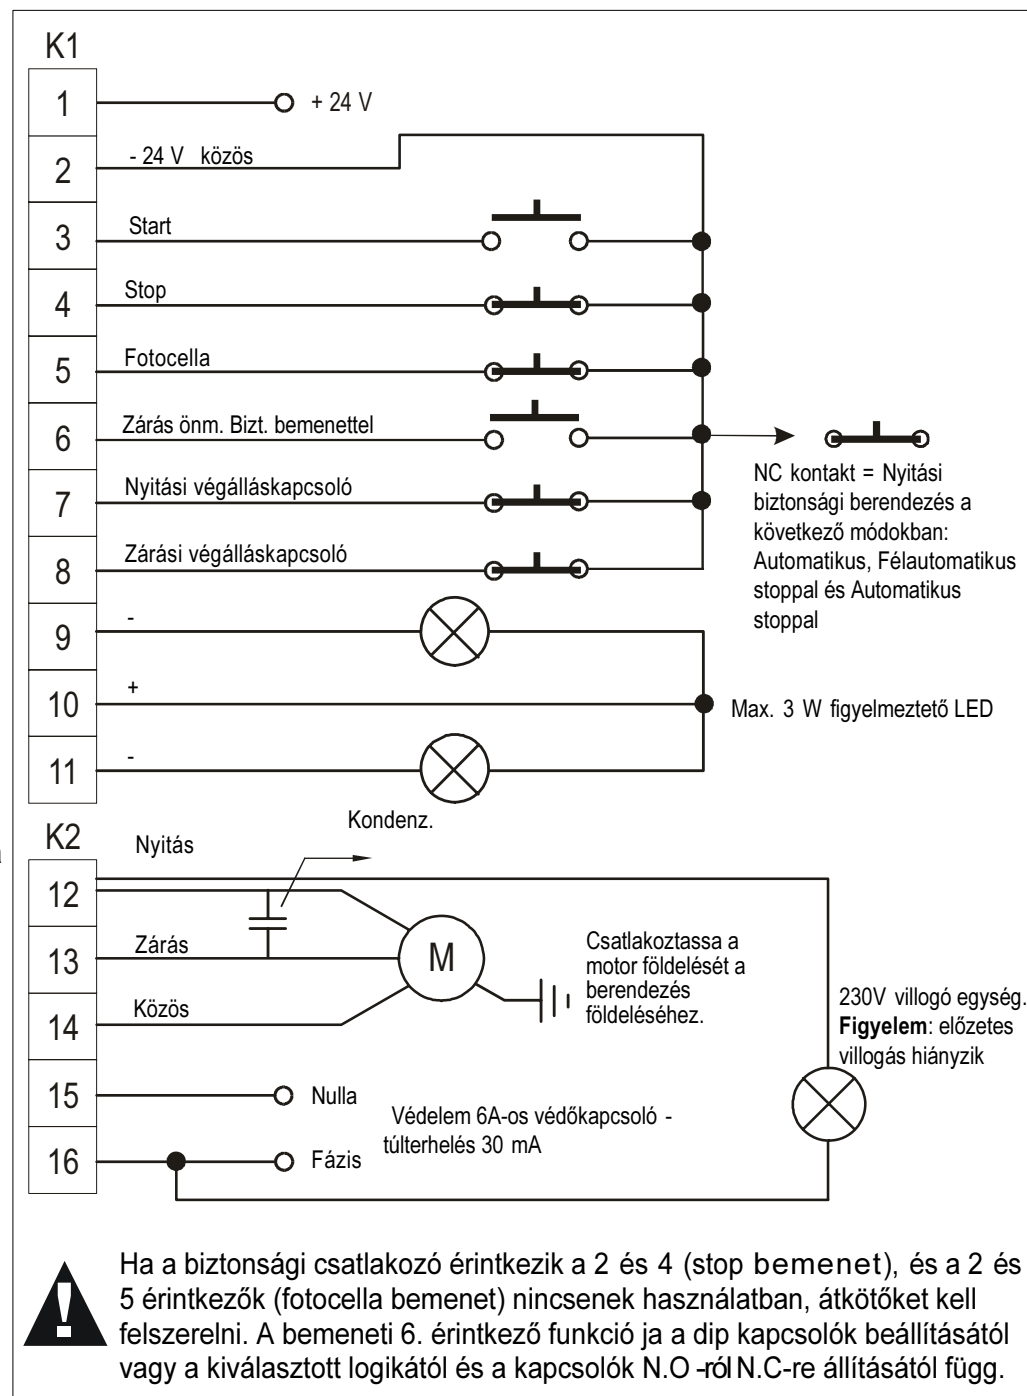 K1
1
+ 24 V
2
- 24 V közös
3
Start
4
Stop
5
Fotocella
6
Zárás önm. Bizt. bemenettel
7
Nyitási végálláskapcsoló
8
Zárási végálláskapcsoló
NC kontakt = Nyitási
biztonsági berendezés a
következő módokban:
Automatikus, Félautomatikus
stoppal és Automatikus
stoppal
9
-
10
+
Max. 3 W figyelmeztető LED
11
-
K2
Kondenz.
Nyitás
12
13
Zárás
M
Csatlakoztassa a
motor földelését a
berendezés
földeléséhez.
14
Közös
230V villogó egység.
Figyelem: előzetes
villogás hiányzik
15
Nulla
Védelem 6A-os védőkapcsoló -
túlterhelés 30 mA
16
Fázis
!
Ha a biztonsági csatlakozó érintkezik a 2 és 4 (stop bemenet), és a 2 és
5 érintkezők (fotocella bemenet) nincsenek használatban, átkötőket kell
felszerelni. A bemeneti 6. érintkező funkció ja a dip kapcsolók beállításától
vagy a kiválasztott logikától és a kapcsolók N.O -ról N.C-re állításától függ.